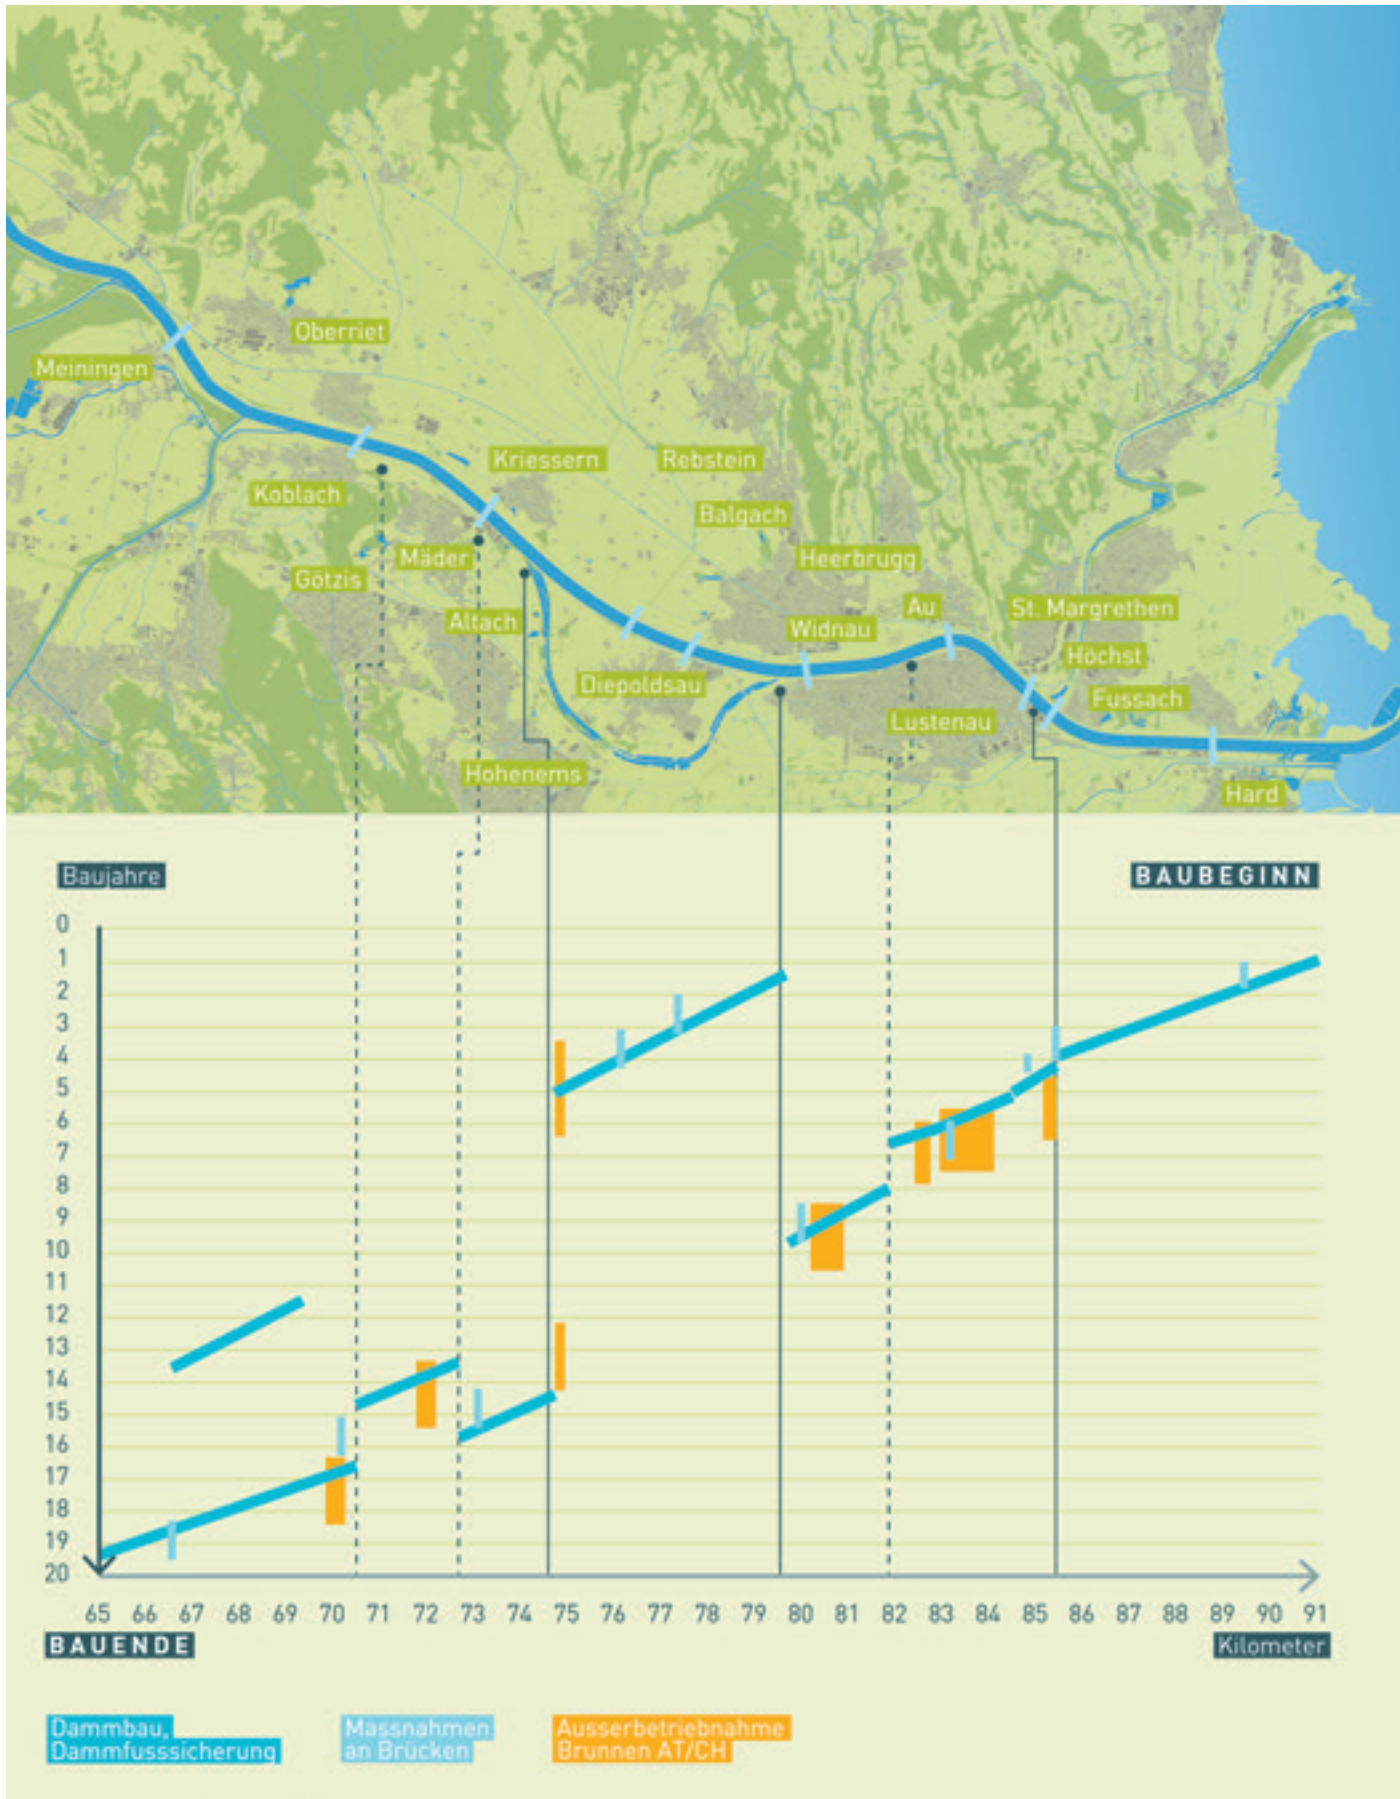 Oberriet
Meiningen
Kriessern
Rebstein
Koblach
Balgach
Mäder
Heerbrugg
Götzis
Au
St. Margrethen
Altach
Widnau
Höchst
Diepoldsau
Fussach
Lustenau
Hohenems
Hard
Baujahre
BAUBEGINN
0
1
2
3
4
5
6
7
8
9
10
11
12
13
14
15
16
17
18
19
20
65 66 67 68 69 70 71 72 73 74 75 76 77 78 79 80 81 82 83 84 85 86 87 88 89 90 91
BAUENDE
Kilometer
Dammbau,
Dammfusssicherung
Massnahmen
an Brücken
Ausserbetriebnahme
Brunnen AT/CH